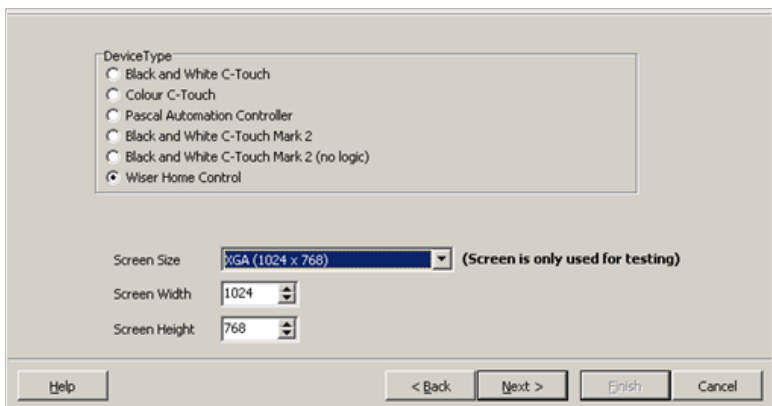 DeviceType
Black and White C-Touch
Colour C-Touch
Pascal Automation Controller
Black and White C-Touch Mark 2
Black and White C-Touch Mark 2 (no logic)
Wiser Home Control
Screen Size XGA (1024 x 768) (Screen is only used for testing)
Screen Width 1024
Screen Height 768
Help < Back Next > Finish Cancel